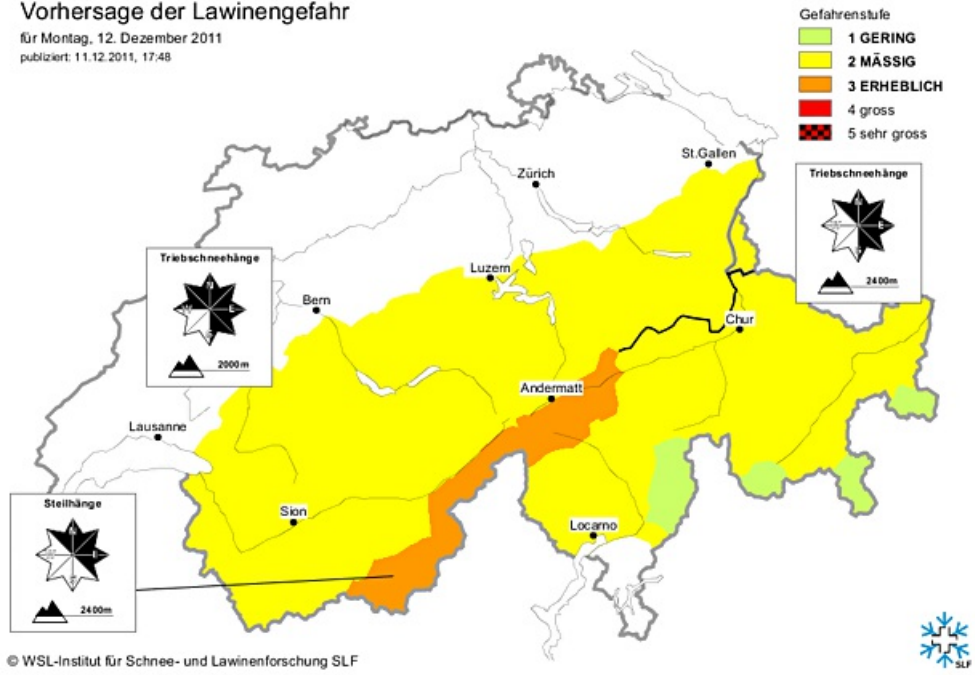 Vorhersage der Lawinengefahr
für Montag, 12. Dezember 2011
publiziert: 11.12.2011, 17:48
Gefahrenstufe
1 GERING
2 MÄSSIG
3 ERHEBLICH
4 gross
5 sehr gross
St.Gallen
Zürich
Triebschneehänge
N
E
2400m
Triebschneehänge
N
E
2000m
Luzern
Bern
Chur
Andermatt
Lausanne
Steilhänge
N
E
2400m
Sion
Locarno
© WSL-Institut für Schnee- und Lawinenforschung SLF
SLF